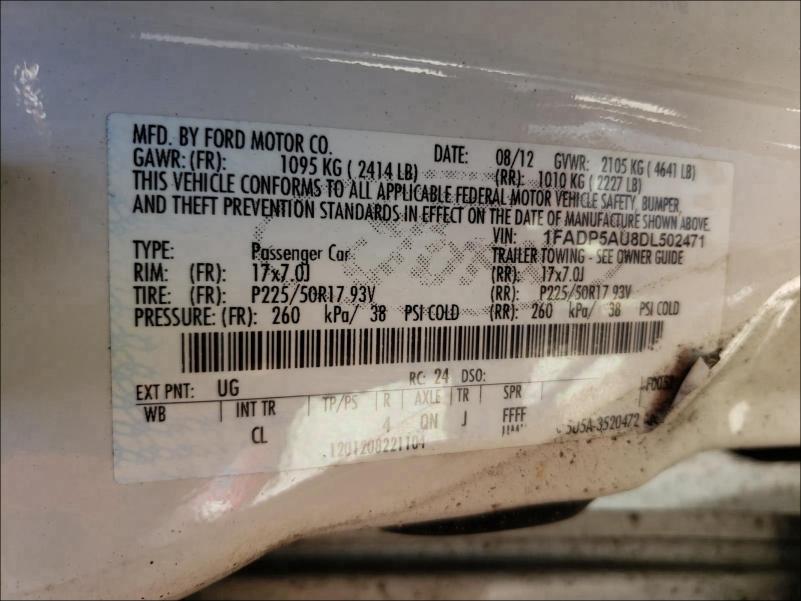 MFD. BY FORD MOTOR CO. DATE: 08/12 GVWR: 2105 KG ( 4641 LB)
GAWR: (FR): 1095 KG ( 2414 LB) (RR): 1010 KG ( 2227 LB)
THIS VEHICLE CONFORMS TO ALL APPLICABLE FEDERAL MOTOR VEHICLE SAFETY, BUMPER,
AND THEFT PREVENTION STANDARDS IN EFFECT ON THE DATE OF MANUFACTURE SHOWN ABOVE.
VIN: 1FADP5AU8DL502471
TYPE: Passenger Car TRAILER TOWING - SEE OWNER GUIDE
RIM: (FR): 17x7.0J (RR): 17x7.0J
TIRE: (FR): P225/50R17 93V (RR): P225/50R17 93V
PRESSURE: (FR): 260 kPa/ 38 PSI COLD (RR): 260 kPa/ 38 PSI COLD
EXT PNT: UG RC: 24 DSO:
WB INT TR TP/PS R AXLE TR SPR
CL 4 QN J FFFF
1201208221104 5U5A-3520472